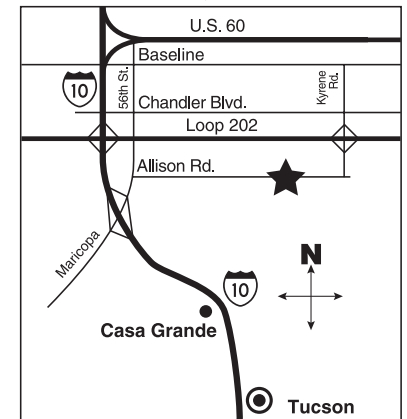 U.S. 60
Baseline
56th St.
Kyrene
Rd.
10
Chandler Blvd.
Loop 202
Allison Rd.
Maricopa
N
10
Casa Grande
Tucson